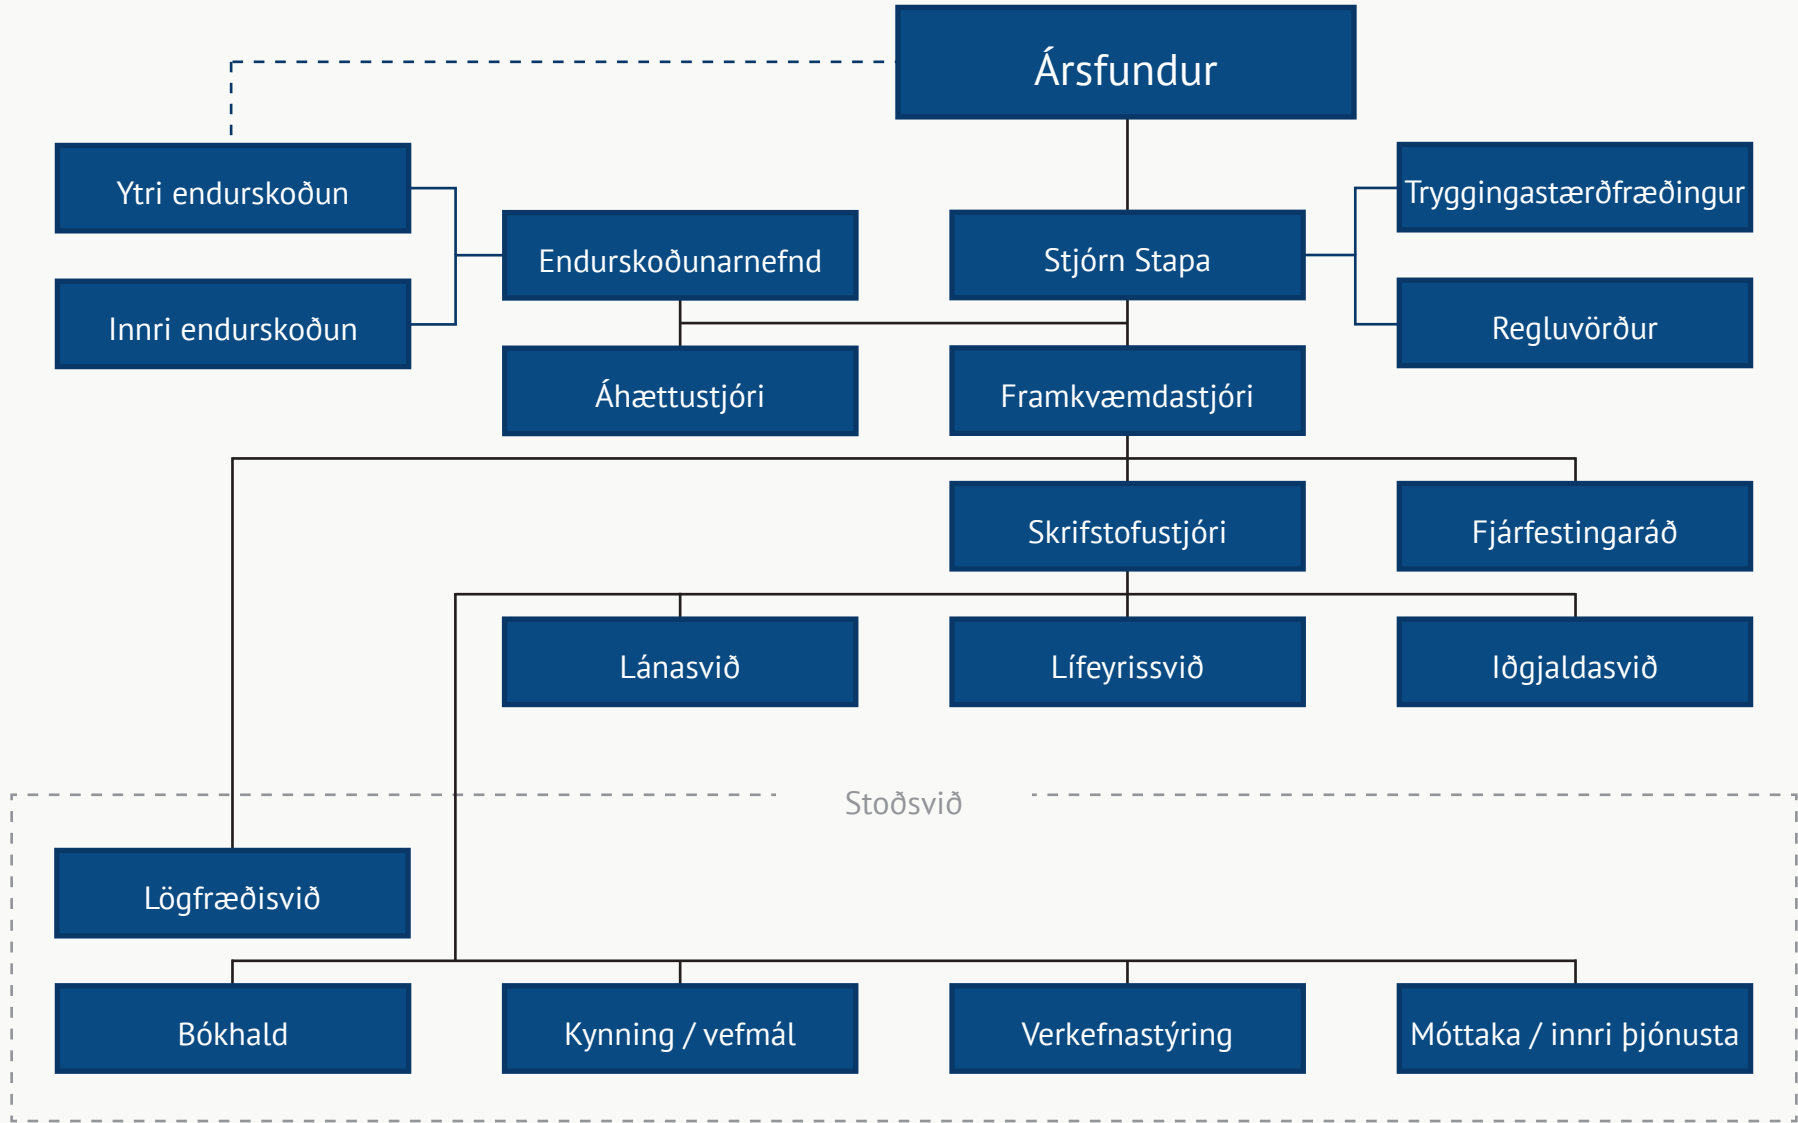 Ársfundur
Ytri endurskoðun
Tryggingastærðfræðingur
Endurskoðunarnefnd
Stjórn Stapa
Innri endurskoðun
Regluvörður
Áhættustjóri
Framkvæmdastjóri
Skrifstofustjóri
Fjárfestingaráð
Lánasvið
Lífeyrissvið
Iðgjaldasvið
Stoðsvið
Lögfræðisvið
Bókhald
Kynning / vefmál
Verkefnastýring
Móttaka / innri þjónusta